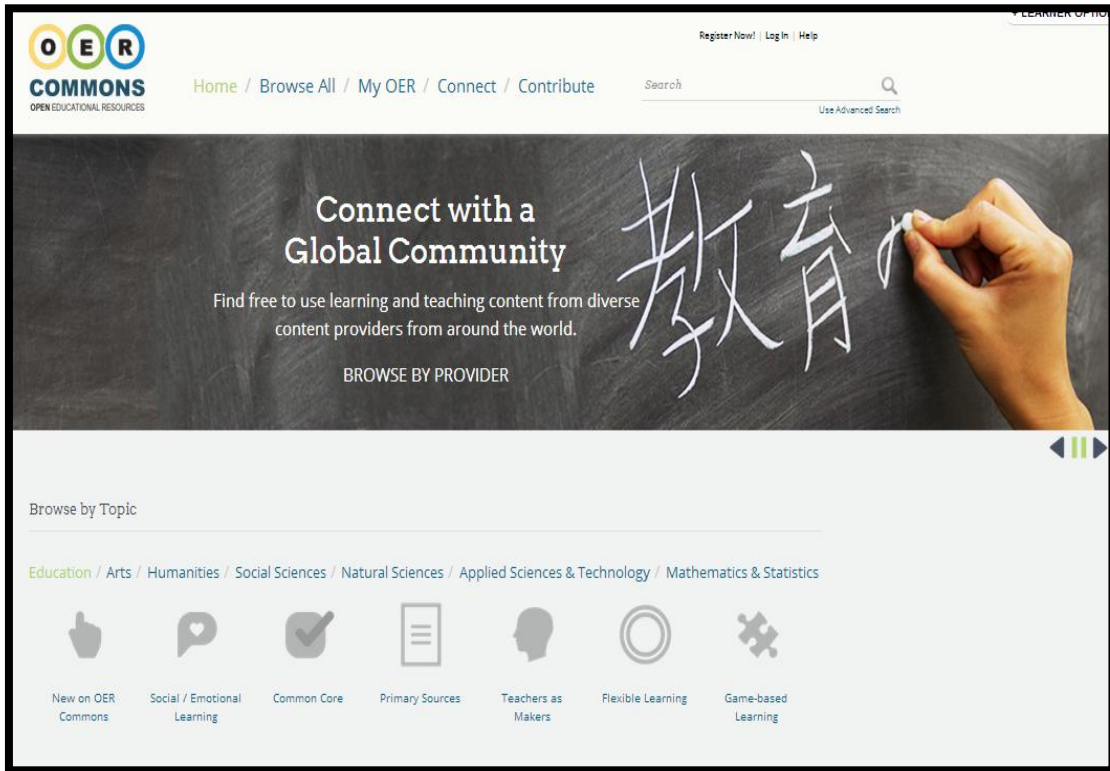 LEARNER OPTIO
Register Now! | Log In | Help
O E R
COMMONS
OPEN EDUCATIONAL RESOURCES
Home / Browse All / My OER / Connect / Contribute
Search
Use Advanced Search
Connect with a
Global Community
Find free to use learning and teaching content from diverse
content providers from around the world.
BROWSE BY PROVIDER
教育
Browse by Topic
Education / Arts / Humanities / Social Sciences / Natural Sciences / Applied Sciences & Technology / Mathematics & Statistics
New on OER
Commons
Social / Emotional
Learning
Common Core
Primary Sources
Teachers as
Makers
Flexible Learning
Game-based
Learning